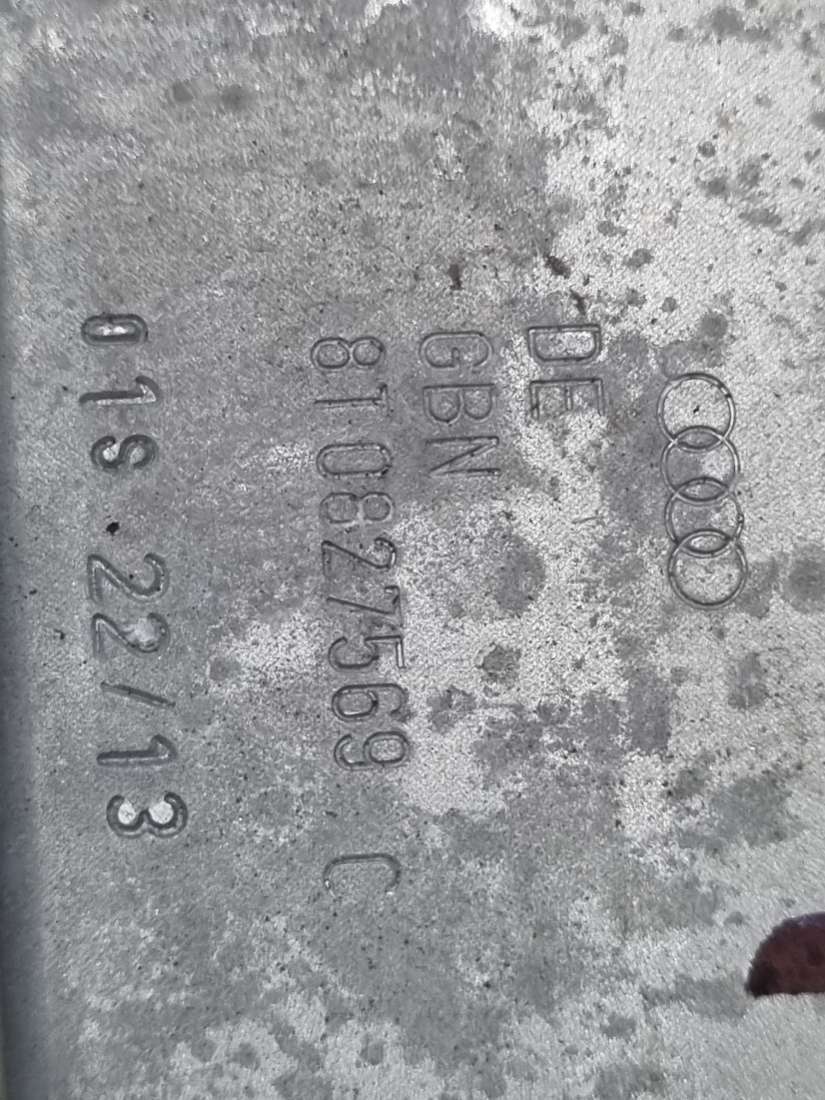 DE
GBN
8T0827569 C
01S.22/13